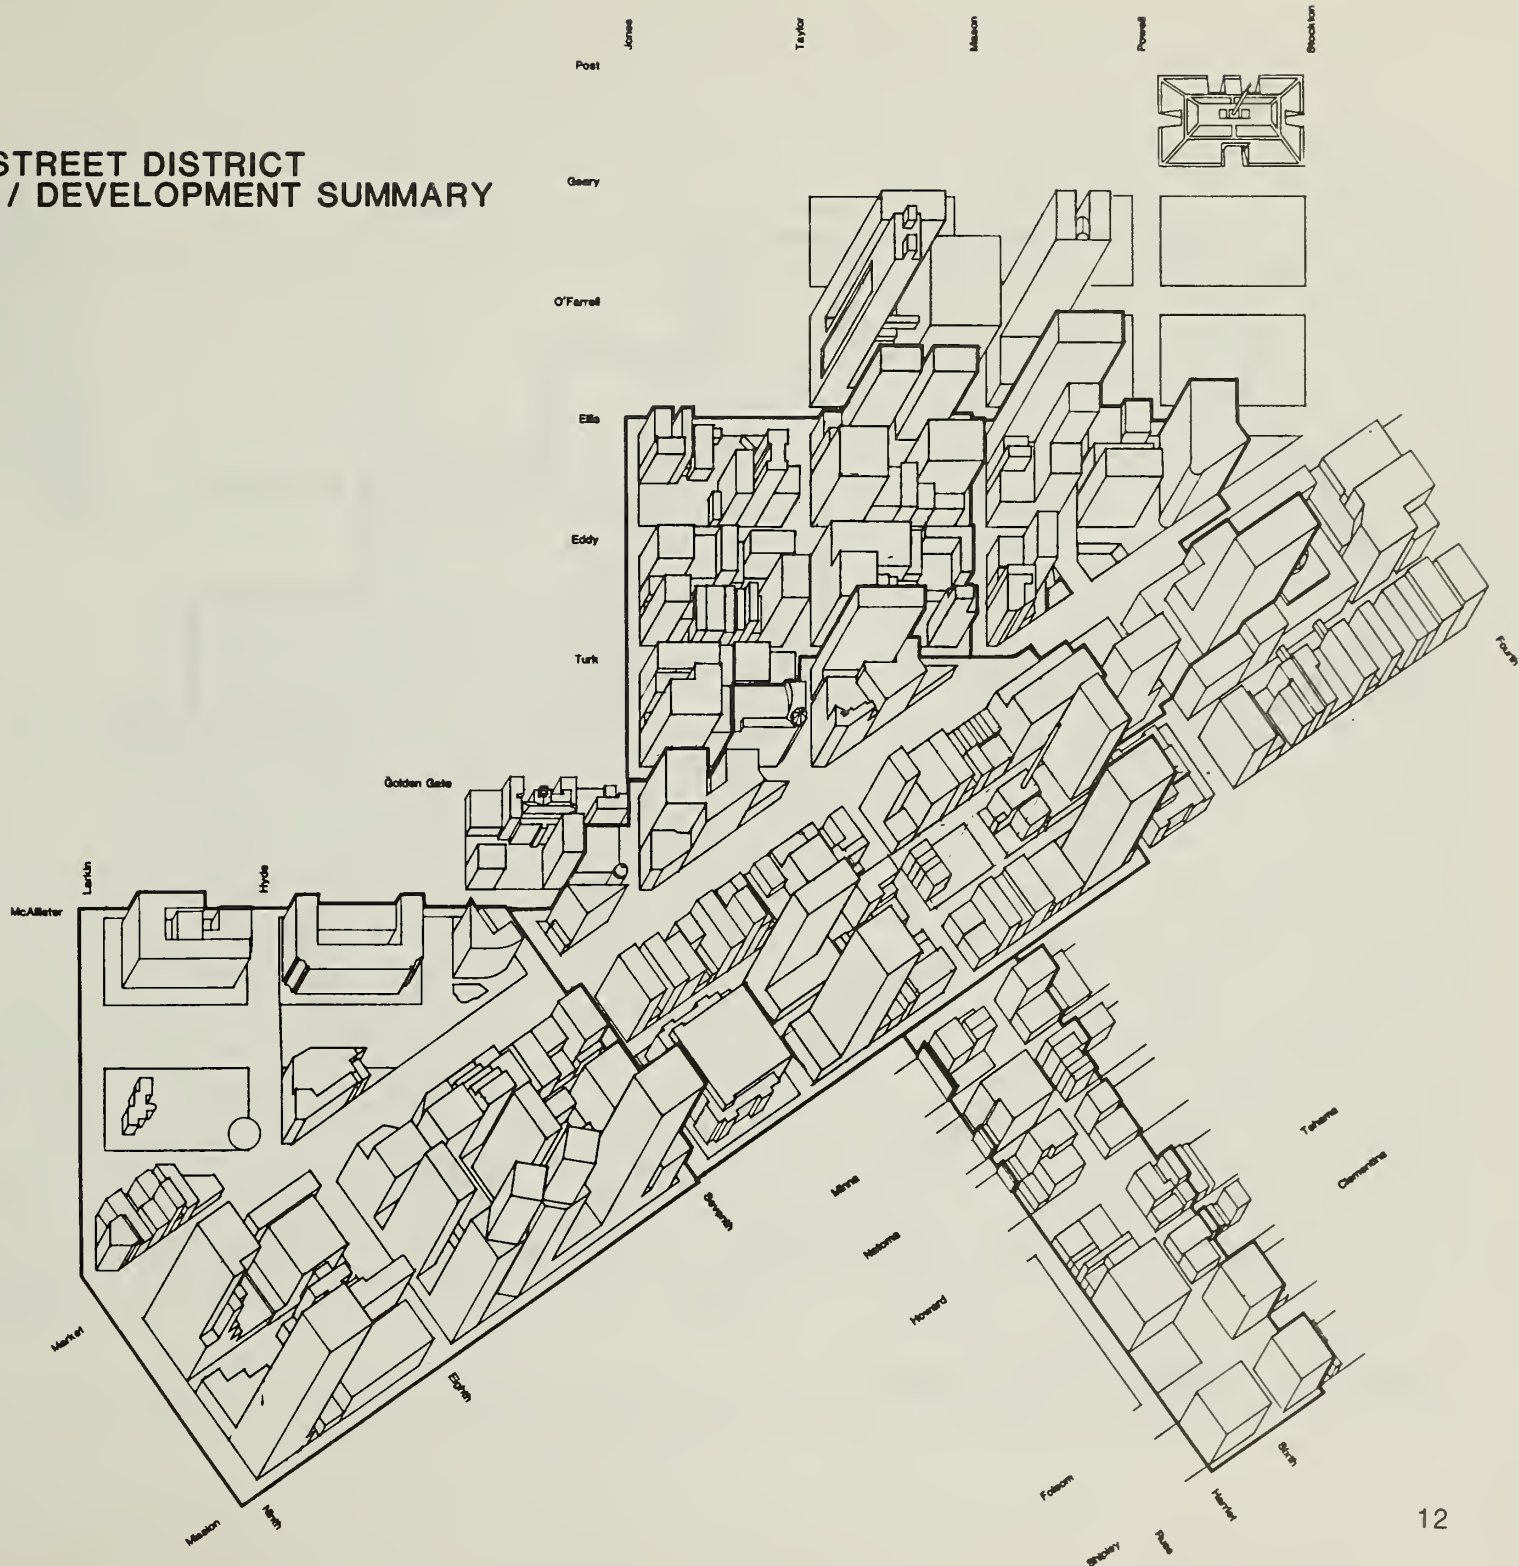 Jones
Taylor
Mason
Powell
Stockton
Post
STREET DISTRICT
/ DEVELOPMENT SUMMARY
Geary
O'Farrell
Ellis
Eddy
Turk
Fourth
Golden Gate
Larkin
Hyde
McAllister
Tehama
Clementina
Minna
Seventh
Natoma
Howard
Market
Eighth
Sixth
Folsom
Harriet
Ninth
Mission
Russ
Shipley
12